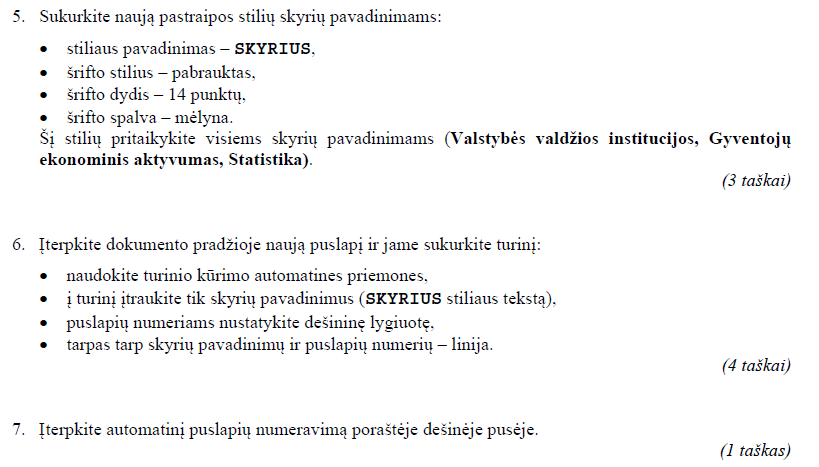 5. Sukurkite naują pastraipos stilių skyrių pavadinimams:
• stiliaus pavadinimas – SKYRIUS,
• šrifto stilius – pabrauktas,
• šrifto dydis – 14 punktų,
• šrifto spalva – mėlyna.
Šį stilių pritaikykite visiems skyrių pavadinimams (Valstybės valdžios institucijos, Gyventojų
ekonominis aktyvumas, Statistika).
(3 taškai)
6. Įterpkite dokumento pradžioje naują puslapį ir jame sukurkite turinį:
• naudokite turinio kūrimo automatines priemones,
• į turinį įtraukite tik skyrių pavadinimus (SKYRIUS stiliaus tekstą),
• puslapių numeriams nustatykite dešininę lygiuotę,
• tarpas tarp skyrių pavadinimų ir puslapių numerių – linija.
(4 taškai)
7. Įterpkite automatinį puslapių numeravimą poraštėje dešinėje pusėje.
(1 taškas)